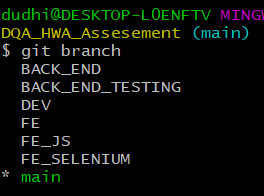 dudhi@DESKTOP-L0ENFTV MING
DQA_HWA_Assesement (main)
$ git branch
BACK_END
BACK_END_TESTING
DEV
FE
FE_JS
FE_SELENIUM
* main